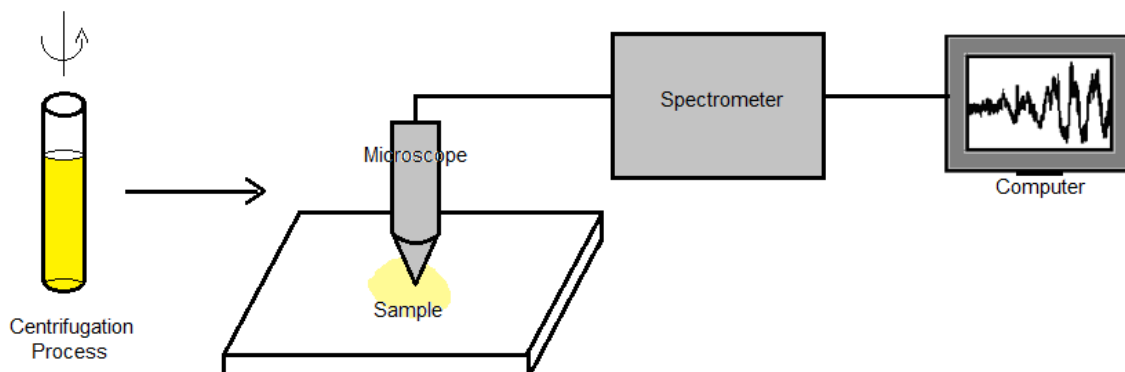 Spectrometer
Microscope
Computer
Sample
Centrifugation
Process